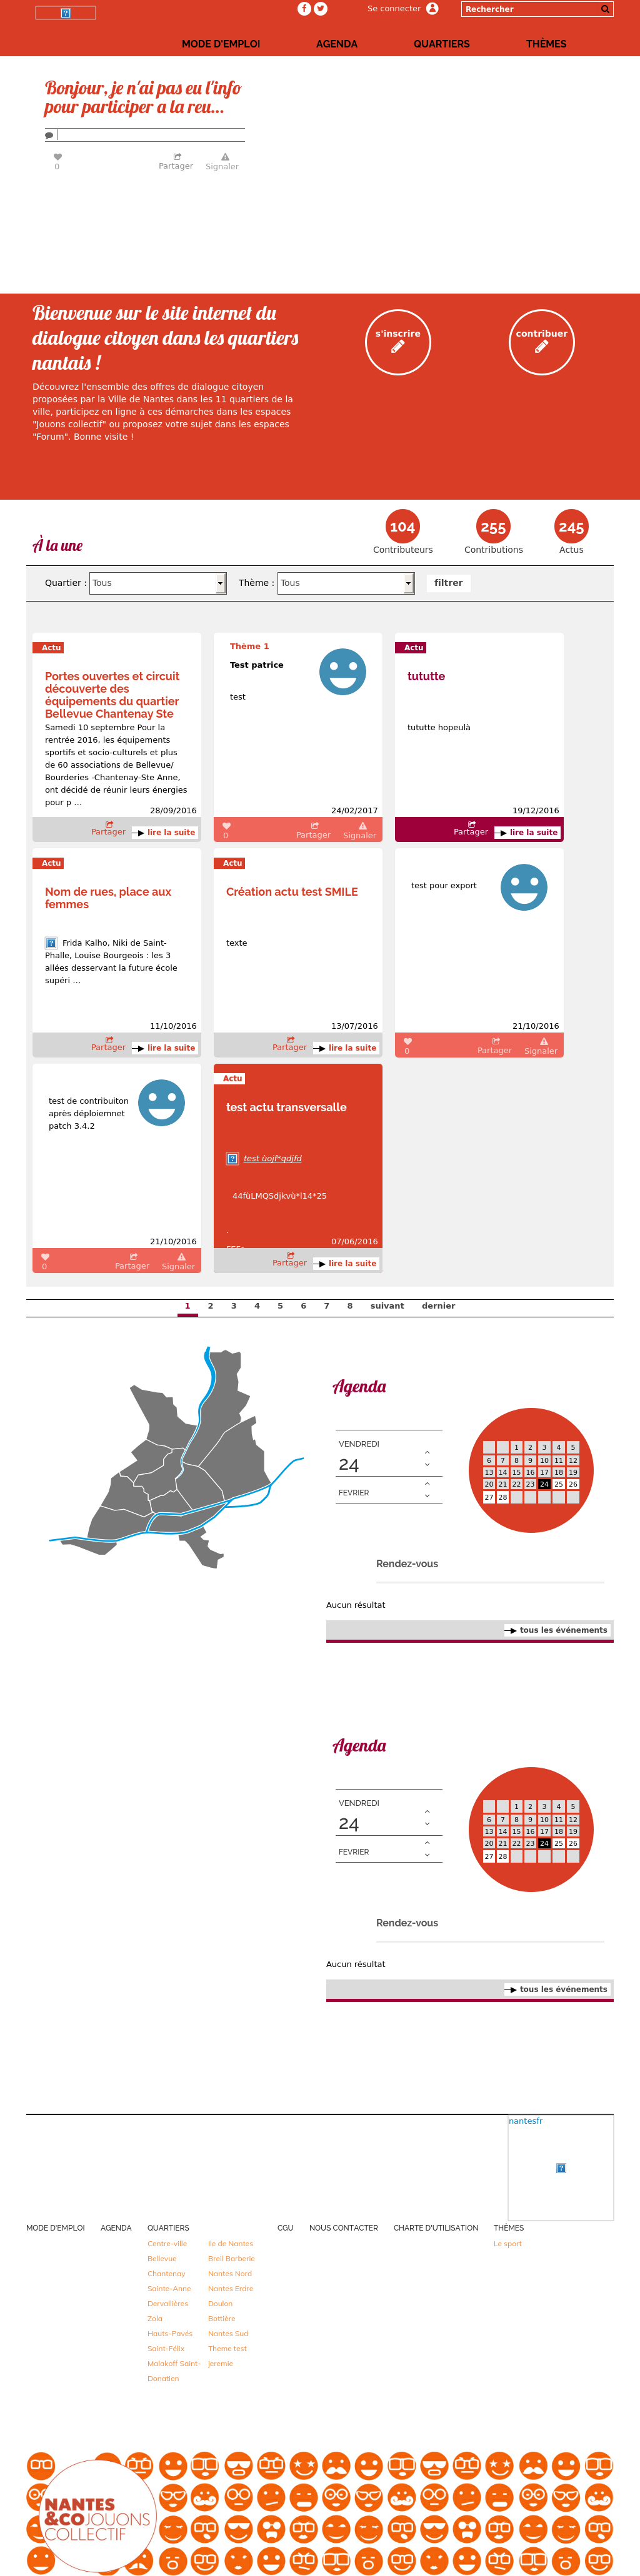 Se connecter
Rechercher
MODE D'EMPLOI AGENDA QUARTIERS THÈMES
Bonjour, je n'ai pas eu l'info
pour participer a la reu...
0 Partager Signaler
Bienvenue sur le site internet du
dialogue citoyen dans les quartiers
nantais !
Découvrez l'ensemble des offres de dialogue citoyen
proposées par la Ville de Nantes dans les 11 quartiers de la
ville, participez en ligne à ces démarches dans les espaces
"Jouons collectif" ou proposez votre sujet dans les espaces
"Forum". Bonne visite !
s'inscrire
contribuer
À la une
104
Contributeurs
255
Contributions
245
Actus
Quartier : Tous Thème : Tous filtrer
Actu
Portes ouvertes et circuit
découverte des
équipements du quartier
Bellevue Chantenay Ste
Samedi 10 septembre Pour la
rentrée 2016, les équipements
sportifs et socio-culturels et plus
de 60 associations de Bellevue/
Bourderies -Chantenay-Ste Anne,
ont décidé de réunir leurs énergies
pour p ...
28/09/2016
Partager lire la suite
Thème 1
Test patrice
test
24/02/2017
0 Partager Signaler
Actu
tututte
tututte hopeulà
19/12/2016
Partager lire la suite
Actu
Nom de rues, place aux
femmes
Frida Kalho, Niki de Saint-
Phalle, Louise Bourgeois : les 3
allées desservant la future école
supéri ...
11/10/2016
Partager lire la suite
Actu
Création actu test SMILE
texte
13/07/2016
Partager lire la suite
test pour export
21/10/2016
0 Partager Signaler
test de contribuiton
après déploiemnet
patch 3.4.2
21/10/2016
0 Partager Signaler
Actu
test actu transversalle
test ùojf*qdjfd
44fùLMQSdjkvù*l14*25
.
07/06/2016
Partager lire la suite
1 2 3 4 5 6 7 8 suivant dernier
Agenda
VENDREDI
24
FEVRIER
1 2 3 4 5
6 7 8 9 10 11 12
13 14 15 16 17 18 19
20 21 22 23 24 25 26
27 28
Rendez-vous
Aucun résultat
tous les événements
Agenda
VENDREDI
24
FEVRIER
1 2 3 4 5
6 7 8 9 10 11 12
13 14 15 16 17 18 19
20 21 22 23 24 25 26
27 28
Rendez-vous
Aucun résultat
tous les événements
nantesfr
MODE D'EMPLOI AGENDA QUARTIERS CGU NOUS CONTACTER CHARTE D'UTILISATION THÈMES
Centre-ville
Bellevue
Chantenay
Sainte-Anne
Dervallières
Zola
Hauts-Pavés
Saint-Félix
Malakoff Saint-
Donatien
Ile de Nantes
Breil Barberie
Nantes Nord
Nantes Erdre
Doulon
Bottière
Nantes Sud
Theme test
jeremie
Le sport
NANTES
&CO JOUONS
COLLECTIF